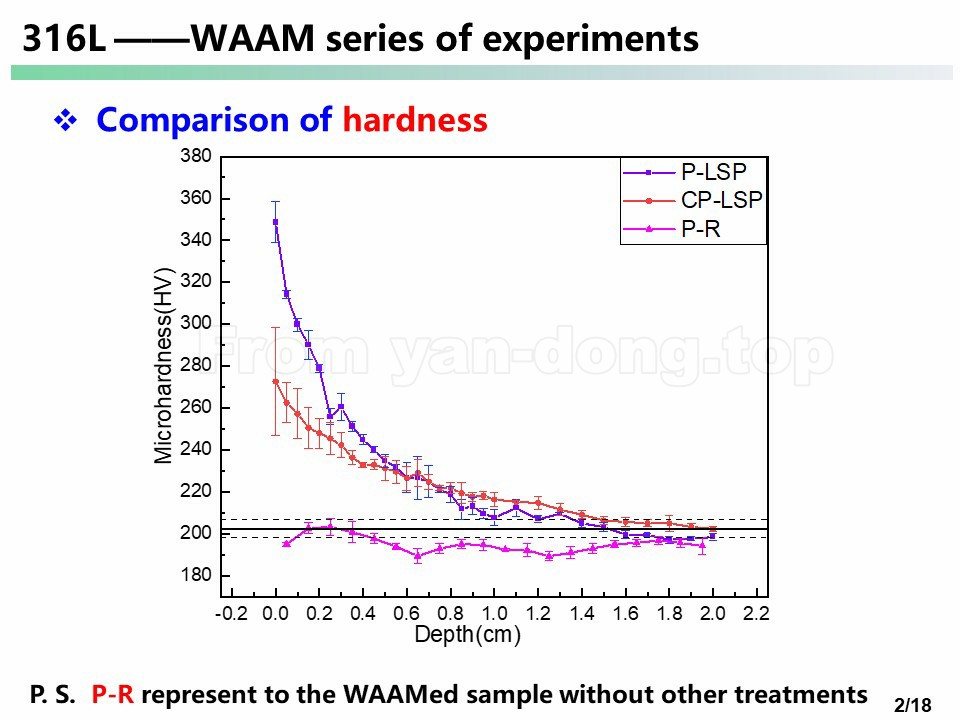 316L ——WAAM series of experiments
❖ Comparison of hardness
380
360
340
320
300
280
260
240
220
200
180
Microhardness(HV)
P-LSP
CP-LSP
P-R
From yan-dong.top
-0.2 0.0 0.2 0.4 0.6 0.8 1.0 1.2 1.4 1.6 1.8 2.0 2.2
Depth(cm)
P. S. P-R represent to the WAAMed sample without other treatments
2/18